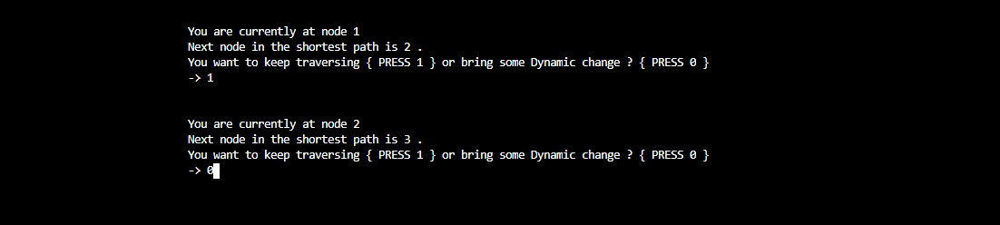 You are currently at node 1
Next node in the shortest path is 2 .
You want to keep traversing { PRESS 1 } or bring some Dynamic change ? { PRESS 0 }
-> 1
You are currently at node 2
Next node in the shortest path is 3 .
You want to keep traversing { PRESS 1 } or bring some Dynamic change ? { PRESS 0 }
-> 0